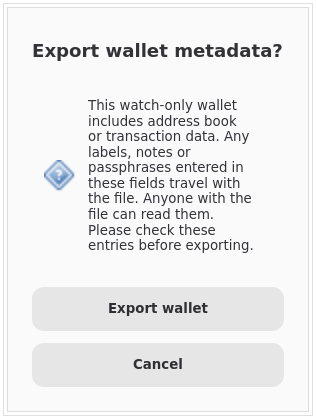 Export wallet metadata?
This watch-only wallet
includes address book
or transaction data. Any
labels, notes or
passphrases entered in
these fields travel with
the file. Anyone with the
file can read them.
Please check these
entries before exporting.
Export wallet
Cancel